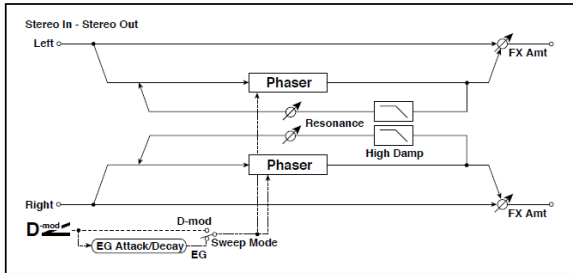 Stereo In - Stereo Out
Left
FX Amt
Phaser
Resonance
High Damp
Phaser
Right
FX Amt
D-mod
D-mod
Sweep Mode
EG Attack/Decay
EG